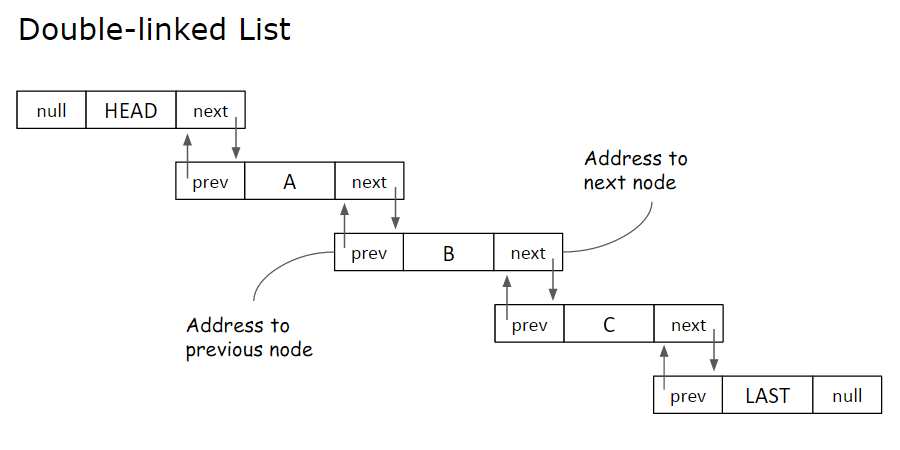 Double-linked List
null HEAD next
prev A next
Address to
next node
prev B next
Address to
previous node
prev C next
prev LAST null